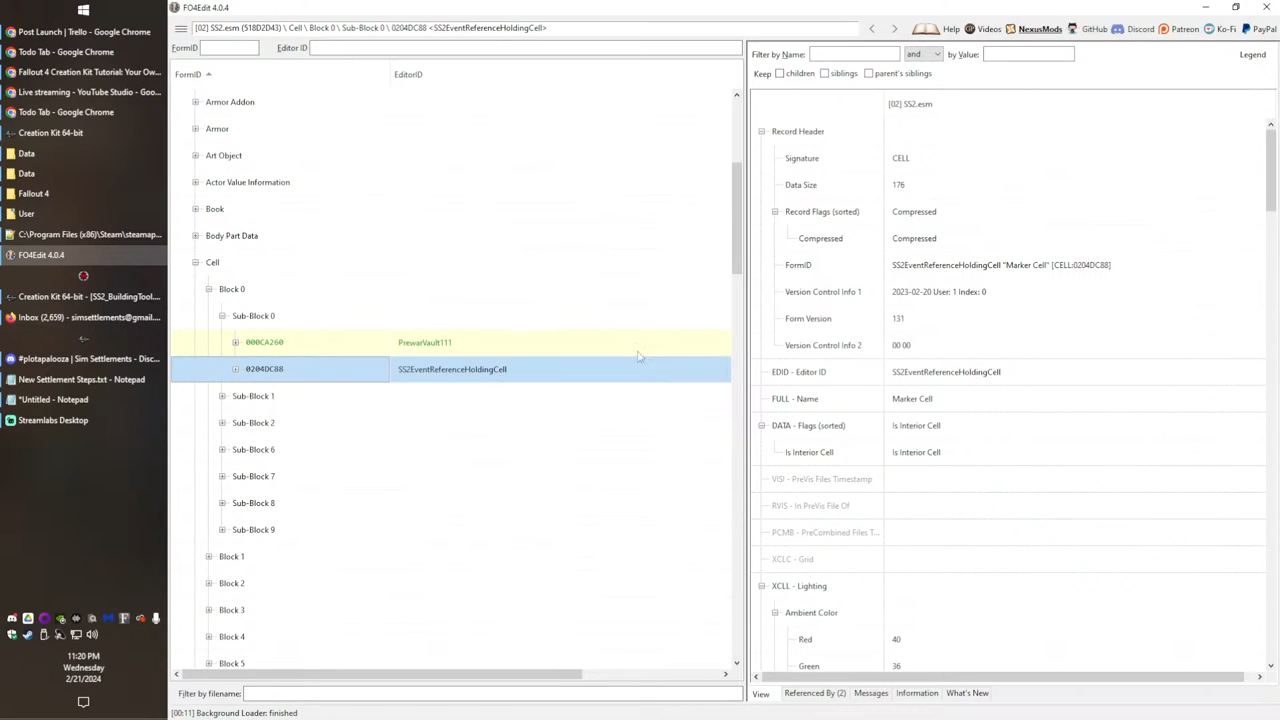 Post Launch | Trello - Google Chrome
Todo Tab - Google Chrome
Fallout 4 Creation Kit Tutorial: Your Ow...
Live streaming - YouTube Studio - Goo...
Todo Tab - Google Chrome
Creation Kit 64-bit
Data
Data
Fallout 4
User
C:\Program Files (x86)\Steam\steamap...
FO4Edit 4.0.4
Creation Kit 64-bit - [SS2_BuildingTool....
Inbox (2,659) - simsettlements@gmail....
#plotapalooza | Sim Settlements - Disc...
New Settlement Steps.txt - Notepad
*Untitled - Notepad
Streamlabs Desktop
11:20 PM
Wednesday
2/21/2024
FO4Edit 4.0.4
[02] SS2.esm (518D2D43) \ Cell \ Block 0 \ Sub-Block 0 \ 0204DC88 <SS2EventReferenceHoldingCell>
Help
Videos
NexusMods
GitHub
Discord
Patreon
Ko-Fi
PayPal
FormID
Editor ID
FormID
EditorID
Armor Addon
Armor
Art Object
Actor Value Information
Book
Body Part Data
Cell
Block 0
Sub-Block 0
000CA260 PrewarVault111
0204DC88 SS2EventReferenceHoldingCell
Sub-Block 1
Sub-Block 2
Sub-Block 6
Sub-Block 7
Sub-Block 8
Sub-Block 9
Block 1
Block 2
Block 3
Block 4
Block 5
Filter by filename:
[00:11] Background Loader: finished
Filter by Name:
and
by Value:
Legend
Keep
children
siblings
parent's siblings
[02] SS2.esm
Record Header
Signature CELL
Data Size 176
Record Flags (sorted) Compressed
Compressed Compressed
FormID SS2EventReferenceHoldingCell "Marker Cell" [CELL:0204DC88]
Version Control Info 1 2023-02-20 User: 1 Index: 0
Form Version 131
Version Control Info 2 00 00
EDID - Editor ID SS2EventReferenceHoldingCell
FULL - Name Marker Cell
DATA - Flags (sorted) Is Interior Cell
Is Interior Cell Is Interior Cell
VISI - PreVis Files Timestamp
RVIS - In PreVis File Of
PCMB - PreCombined Files T...
XCLC - Grid
XCLL - Lighting
Ambient Color
Red 40
Green 36
View
Referenced By (2)
Messages
Information
What's New